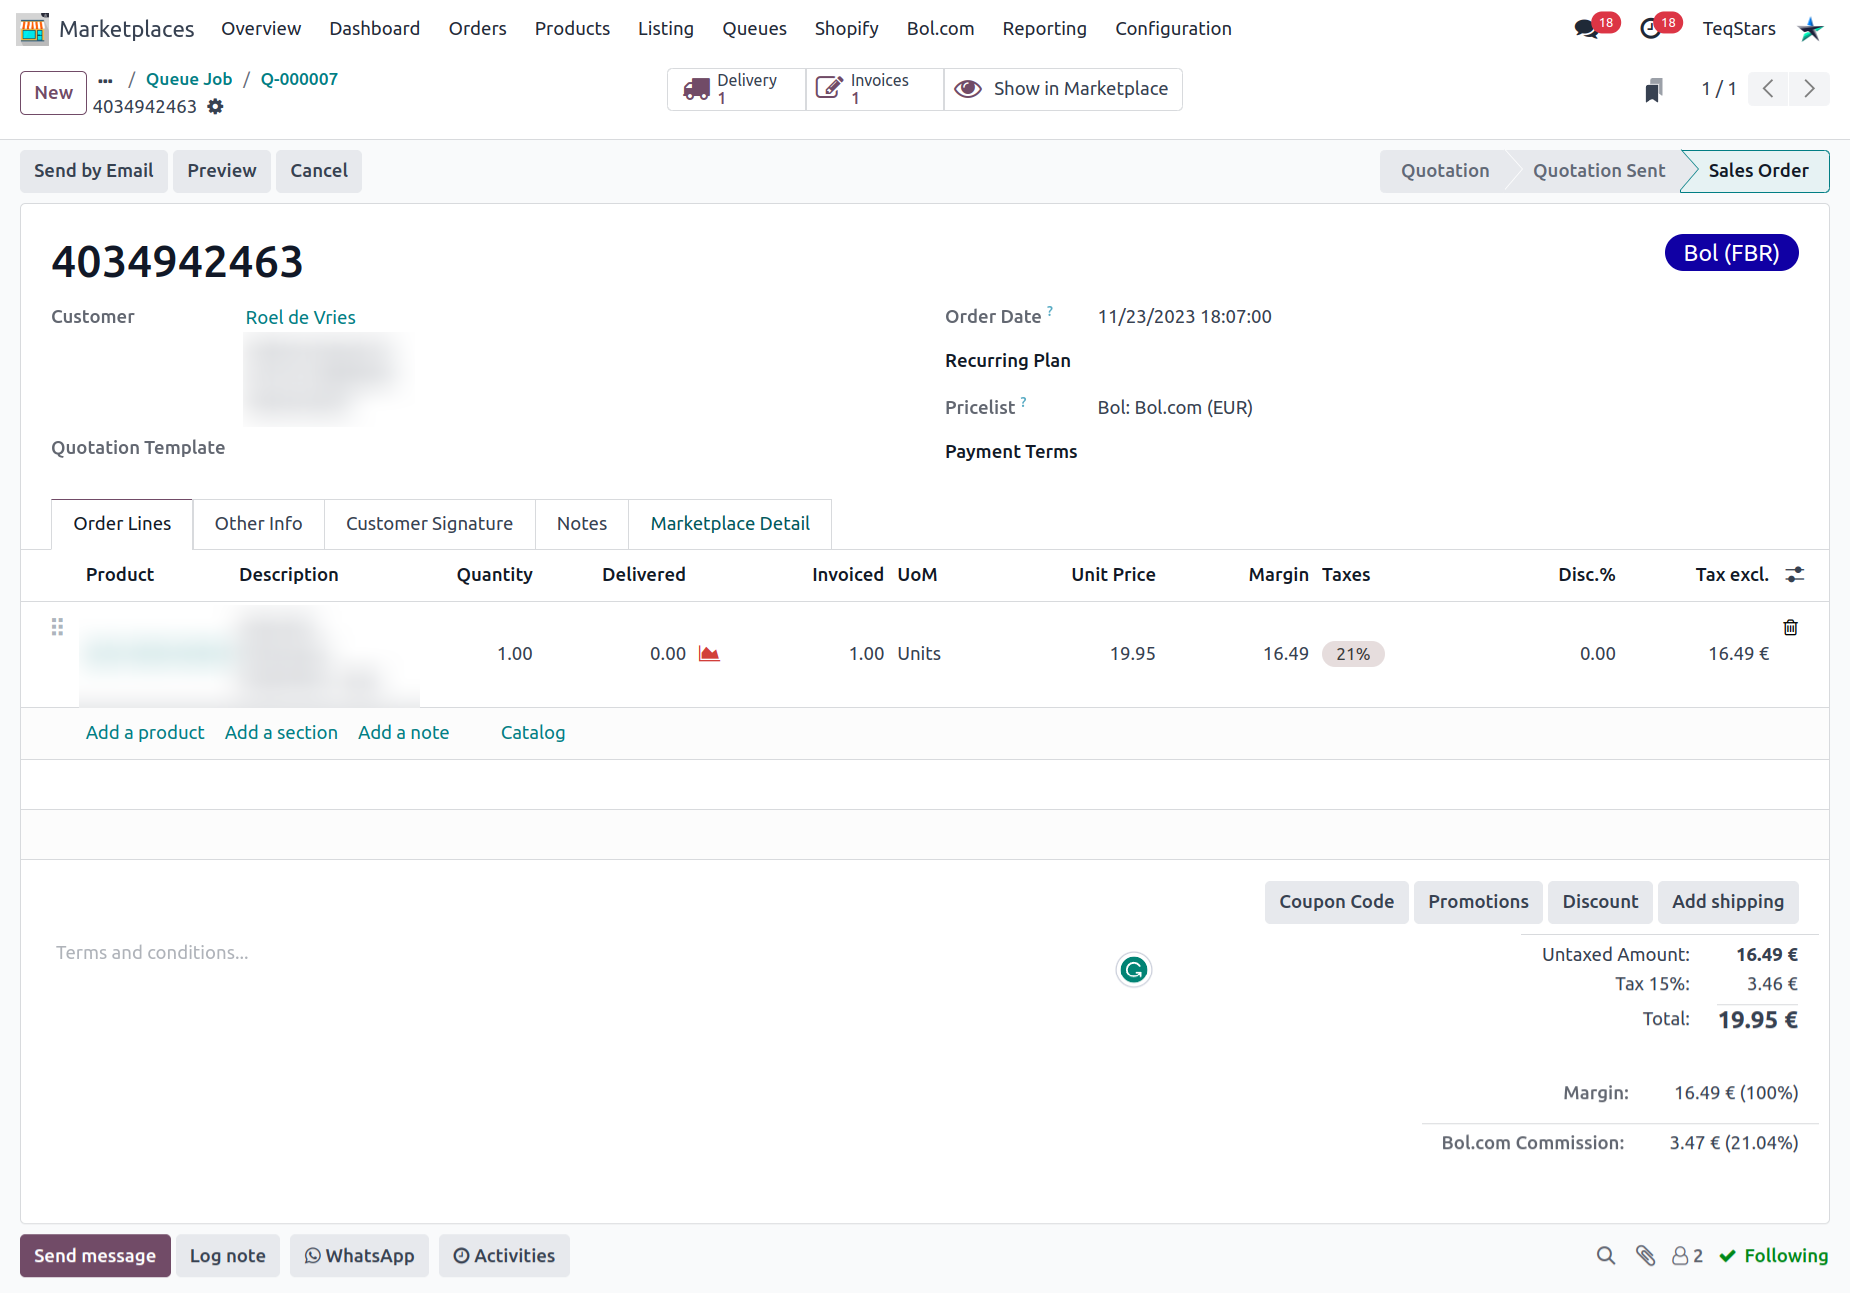 Marketplaces Overview Dashboard Orders Products Listing Queues Shopify Bol.com Reporting Configuration 18 18 TeqStars
New ... / Queue Job / Q-000007
4034942463
Delivery 1 Invoices 1 Show in Marketplace 1 / 1
Send by Email Preview Cancel Quotation Quotation Sent Sales Order
4034942463 Bol (FBR)
Customer Roel de Vries Order Date ? 11/23/2023 18:07:00
Recurring Plan
Pricelist ? Bol: Bol.com (EUR)
Quotation Template Payment Terms
Order Lines Other Info Customer Signature Notes Marketplace Detail
Product Description Quantity Delivered Invoiced UoM Unit Price Margin Taxes Disc.% Tax excl.
1.00 0.00 1.00 Units 19.95 16.49 21% 0.00 16.49 €
Add a product Add a section Add a note Catalog
Coupon Code Promotions Discount Add shipping
Terms and conditions...
Untaxed Amount: 16.49 €
Tax 15%: 3.46 €
Total: 19.95 €
Margin: 16.49 € (100%)
Bol.com Commission: 3.47 € (21.04%)
Send message Log note WhatsApp Activities 2 Following